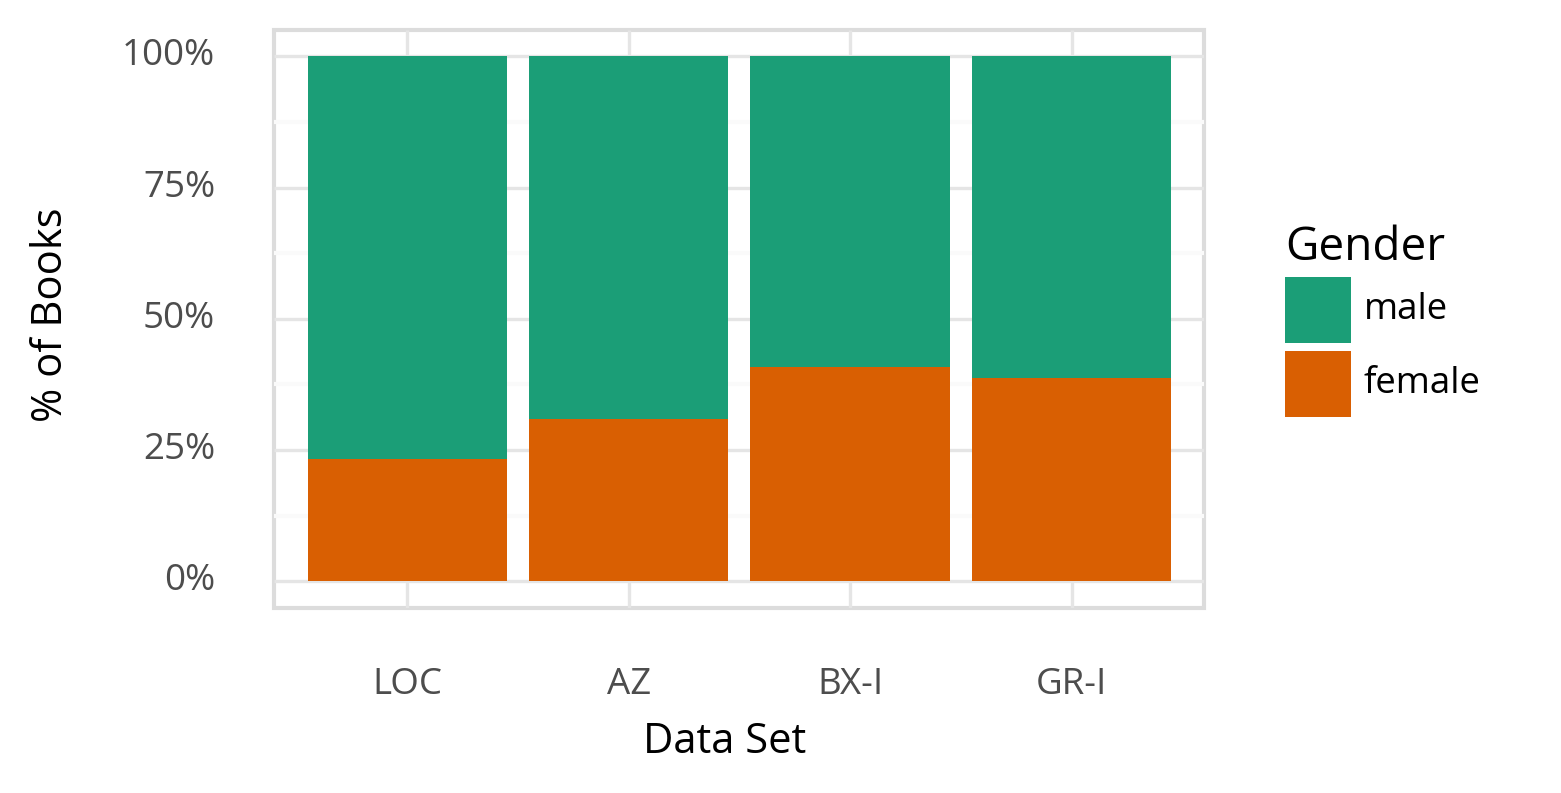 100%
75%
50%
25%
0%
% of Books
LOC AZ BX-I GR-I
Data Set
Gender
male
female